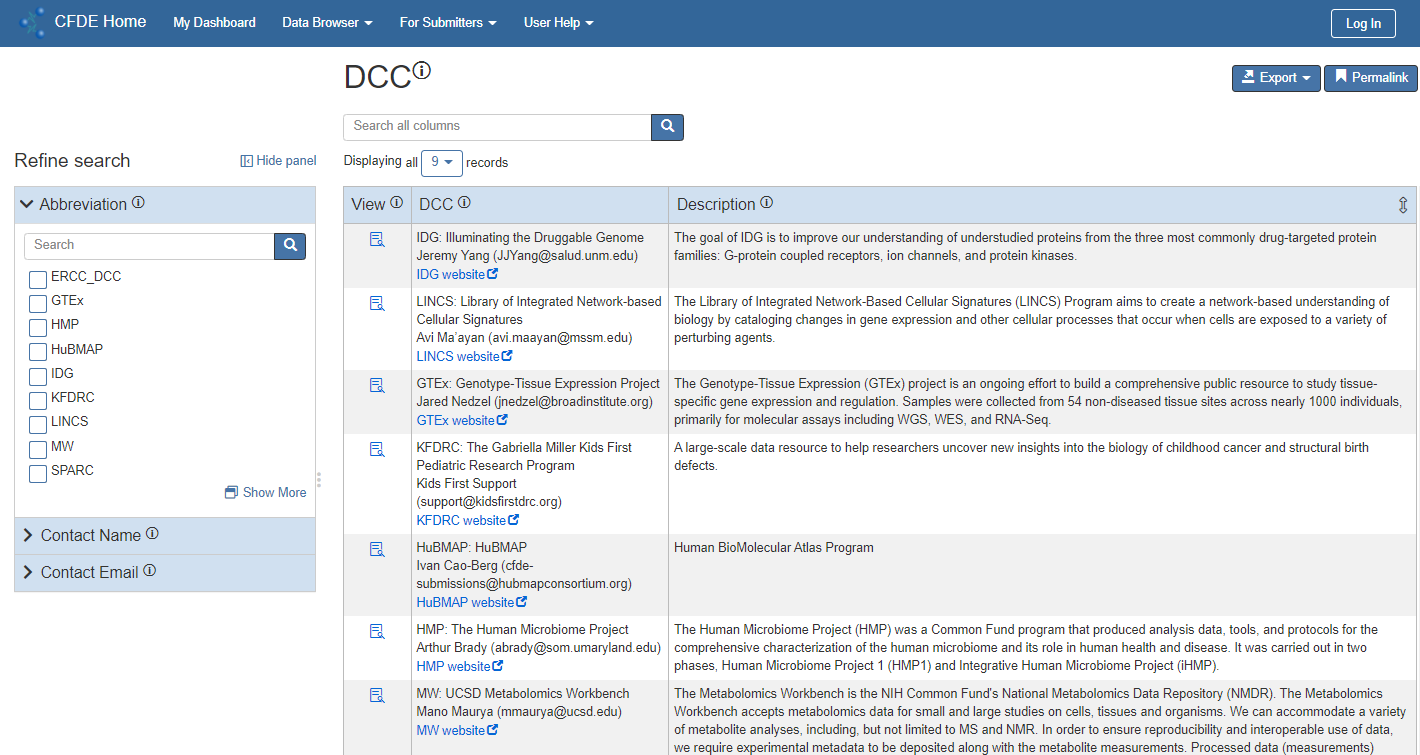 CFDE Home My Dashboard Data Browser For Submitters User Help Log In
DCC
Export Permalink
Search all columns
Refine search Hide panel
Displaying all 9 records
Abbreviation
Search
ERCC_DCC
GTEx
HMP
HuBMAP
IDG
KFDRC
LINCS
MW
SPARC
Show More
Contact Name
Contact Email
View DCC Description
IDG: Illuminating the Druggable Genome
Jeremy Yang (JJYang@salud.unm.edu)
IDG website
The goal of IDG is to improve our understanding of understudied proteins from the three most commonly drug-targeted protein
families: G-protein coupled receptors, ion channels, and protein kinases.
LINCS: Library of Integrated Network-based
Cellular Signatures
Avi Ma'ayan (avi.maayan@mssm.edu)
LINCS website
The Library of Integrated Network-Based Cellular Signatures (LINCS) Program aims to create a network-based understanding of
biology by cataloging changes in gene expression and other cellular processes that occur when cells are exposed to a variety of
perturbing agents.
GTEx: Genotype-Tissue Expression Project
Jared Nedzel (jnedzel@broadinstitute.org)
GTEx website
The Genotype-Tissue Expression (GTEx) project is an ongoing effort to build a comprehensive public resource to study tissue-
specific gene expression and regulation. Samples were collected from 54 non-diseased tissue sites across nearly 1000 individuals,
primarily for molecular assays including WGS, WES, and RNA-Seq.
KFDRC: The Gabriella Miller Kids First
Pediatric Research Program
Kids First Support
(support@kidsfirstdrc.org)
KFDRC website
A large-scale data resource to help researchers uncover new insights into the biology of childhood cancer and structural birth
defects.
HuBMAP: HuBMAP
Ivan Cao-Berg (cfde-
submissions@hubmapconsortium.org)
HuBMAP website
Human BioMolecular Atlas Program
HMP: The Human Microbiome Project
Arthur Brady (abrady@som.umaryland.edu)
HMP website
The Human Microbiome Project (HMP) was a Common Fund program that produced analysis data, tools, and protocols for the
comprehensive characterization of the human microbiome and its role in human health and disease. It was carried out in two
phases, Human Microbiome Project 1 (HMP1) and Integrative Human Microbiome Project (iHMP).
MW: UCSD Metabolomics Workbench
Mano Maurya (mmaurya@ucsd.edu)
MW website
The Metabolomics Workbench is the NIH Common Fund's National Metabolomics Data Repository (NMDR). The Metabolomics
Workbench accepts metabolomics data for small and large studies on cells, tissues and organisms. We can accommodate a variety
of metabolite analyses, including, but not limited to MS and NMR. In order to ensure reproducibility and interoperable use of data,
we require experimental metadata to be deposited along with the metabolite measurements. Processed data (measurements)